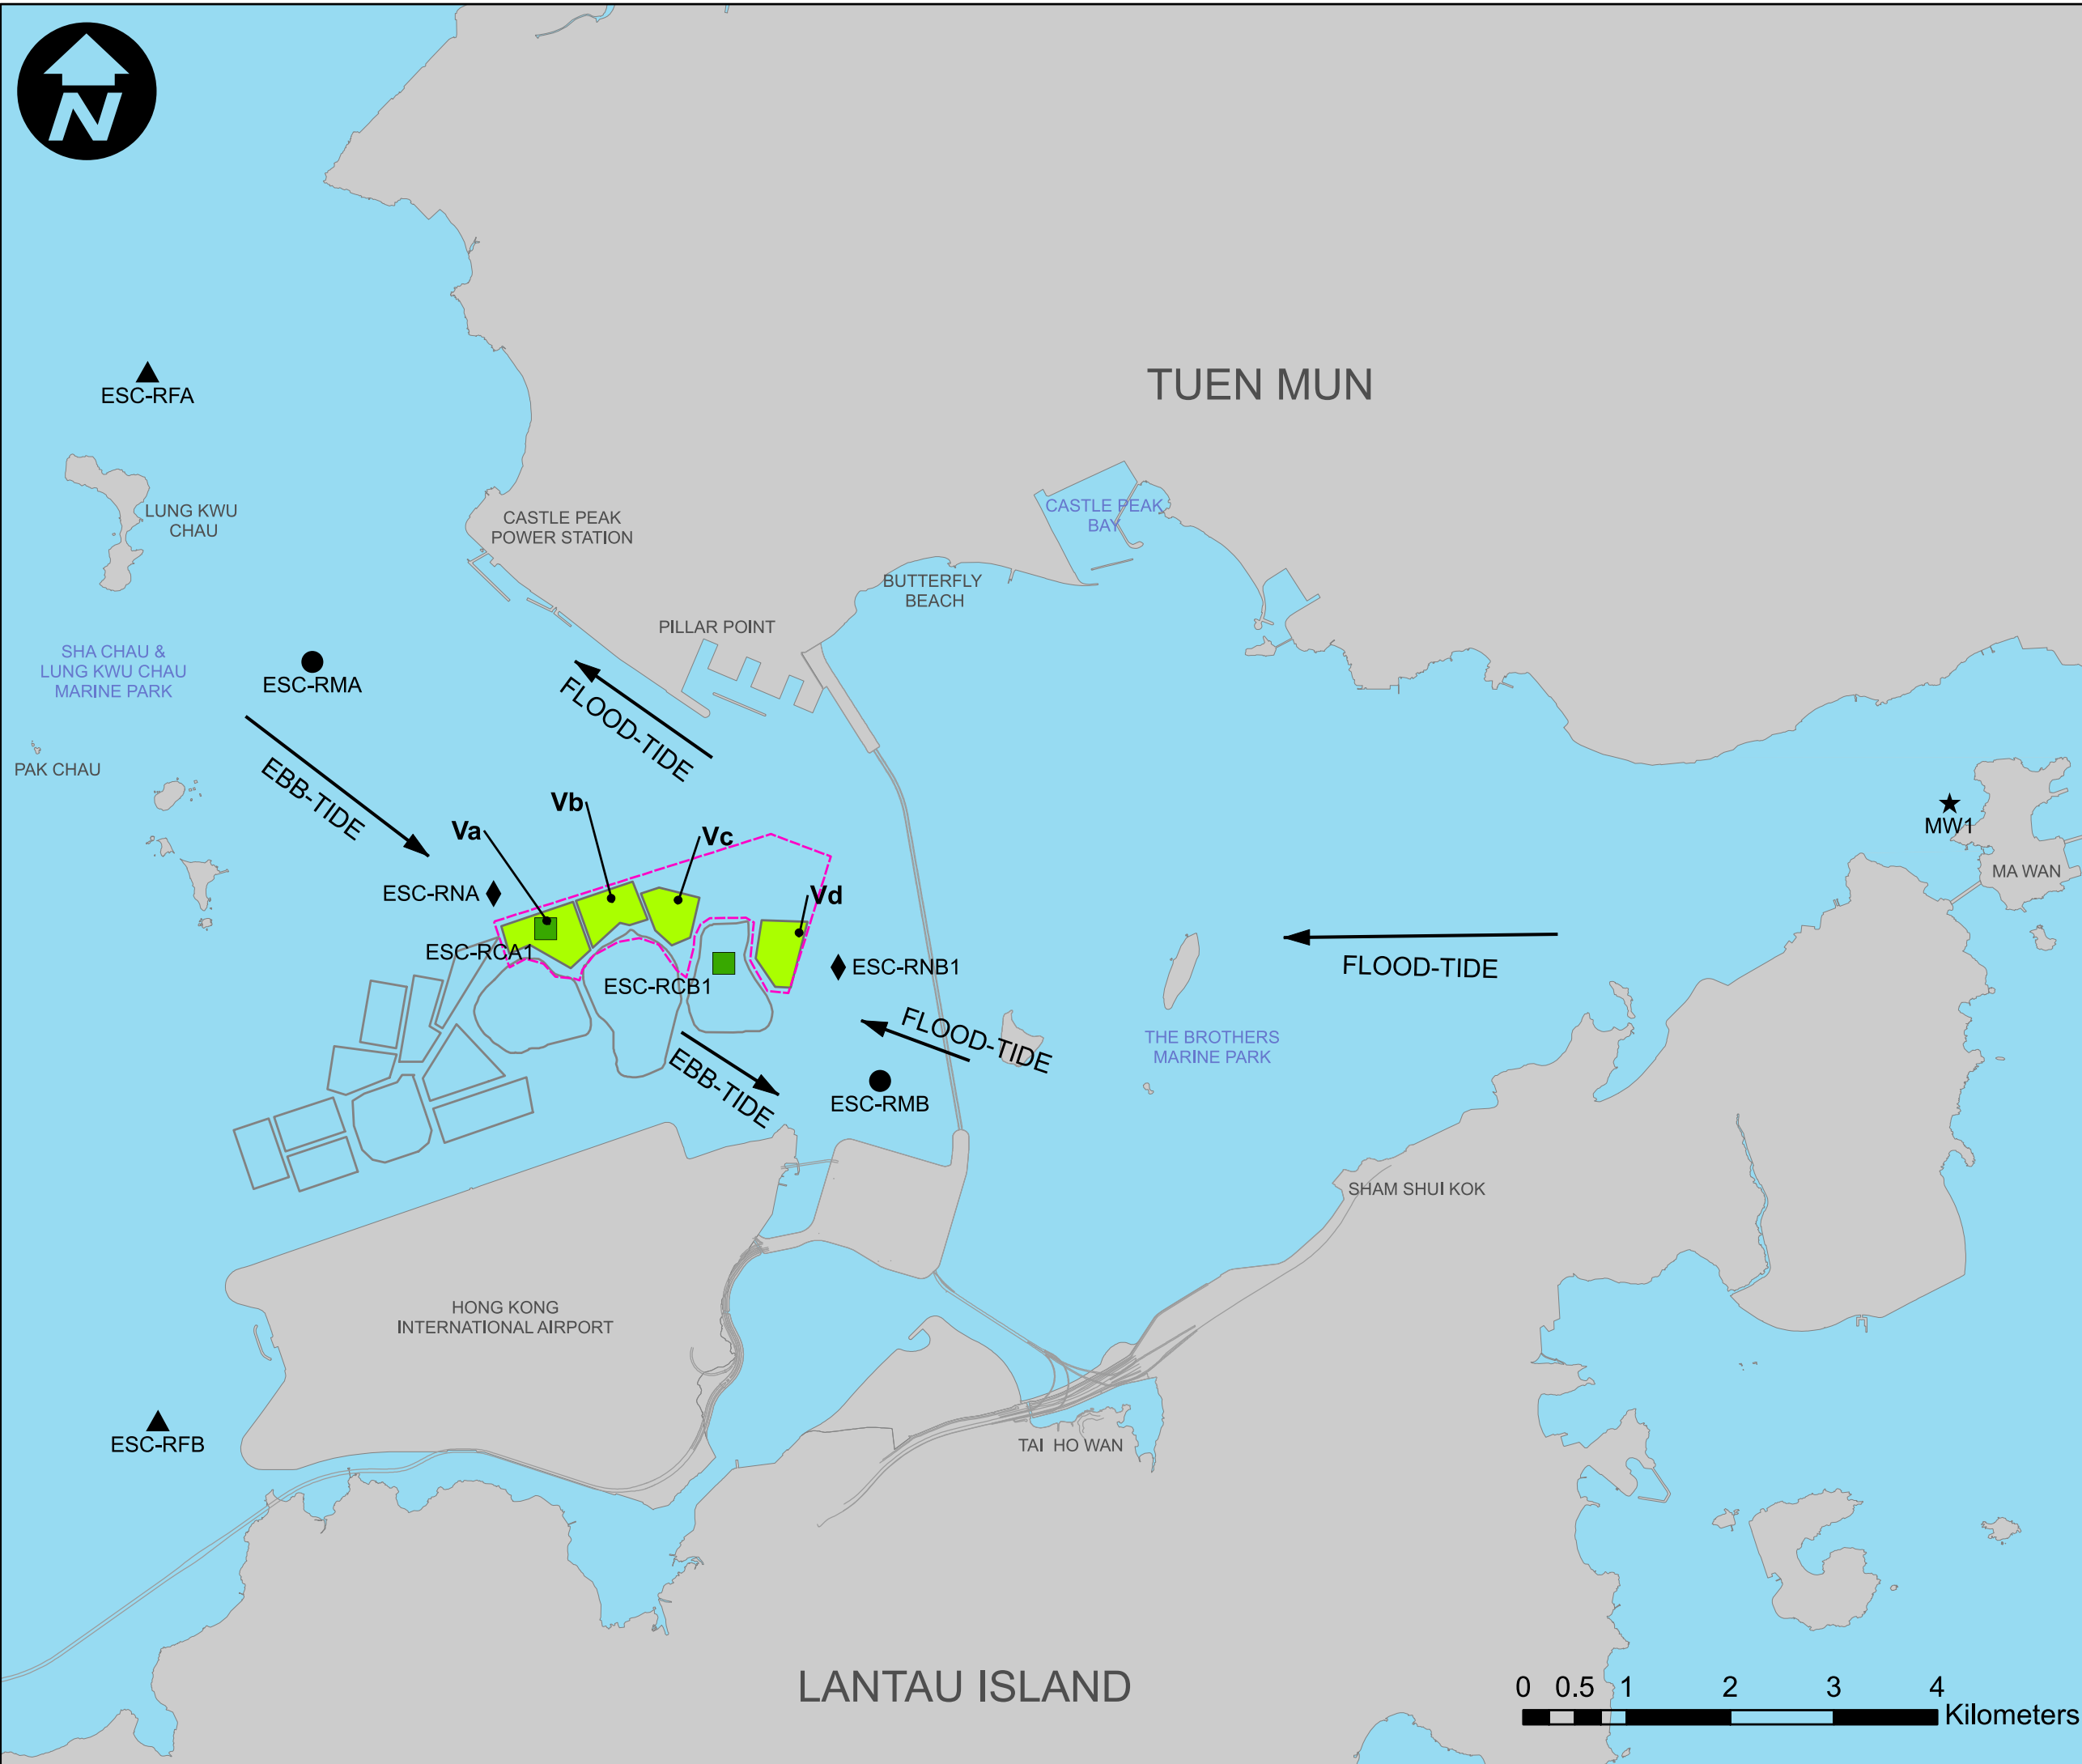 N
TUEN MUN
ESC-RFA
LUNG KWU
CHAU
CASTLE PEAK
POWER STATION
CASTLE PEAK
BAY
BUTTERFLY
BEACH
PILLAR POINT
SHA CHAU &
LUNG KWU CHAU
MARINE PARK
ESC-RMA
FLOOD-TIDE
PAK CHAU
EBB-TIDE
Vb
Va
Vc
MW1
MA WAN
ESC-RNA
Vd
ESC-RCA1
ESC-RCB1
ESC-RNB1
FLOOD-TIDE
FLOOD-TIDE
THE BROTHERS
MARINE PARK
EBB-TIDE
ESC-RMB
SHAM SHUI KOK
HONG KONG
INTERNATIONAL AIRPORT
ESC-RFB
TAI HO WAN
LANTAU ISLAND
0 0.5 1 2 3 4
Kilometers